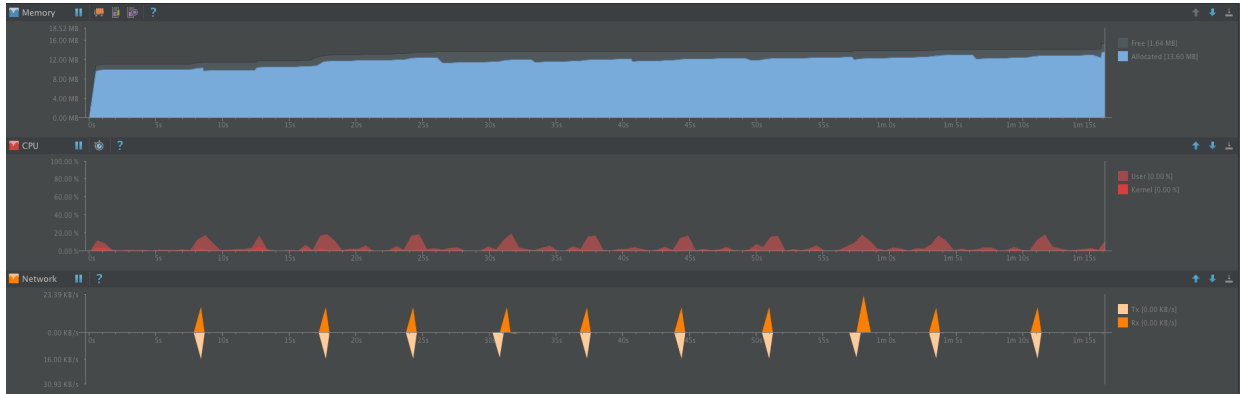 Memory ?
18.52 MB
16.00 MB
12.00 MB
8.00 MB
4.00 MB
0.00 MB
0s 5s 10s 15s 20s 25s 30s 35s 40s 45s 50s 55s 1m 0s 1m 5s 1m 10s 1m 15s
Free [1.64 MB]
Allocated [13.60 MB]
CPU ?
100.00 %
80.00 %
60.00 %
40.00 %
20.00 %
0.00 %
0s 5s 10s 15s 20s 25s 30s 35s 40s 45s 50s 55s 1m 0s 1m 5s 1m 10s 1m 15s
User [0.00 %]
Kernel [0.00 %]
Network ?
23.39 KB/s
0.00 KB/s
16.00 KB/s
30.93 KB/s
0s 5s 10s 15s 20s 25s 30s 35s 40s 45s 50s 55s 1m 0s 1m 5s 1m 10s 1m 15s
Tx [0.00 KB/s]
Rx [0.00 KB/s]